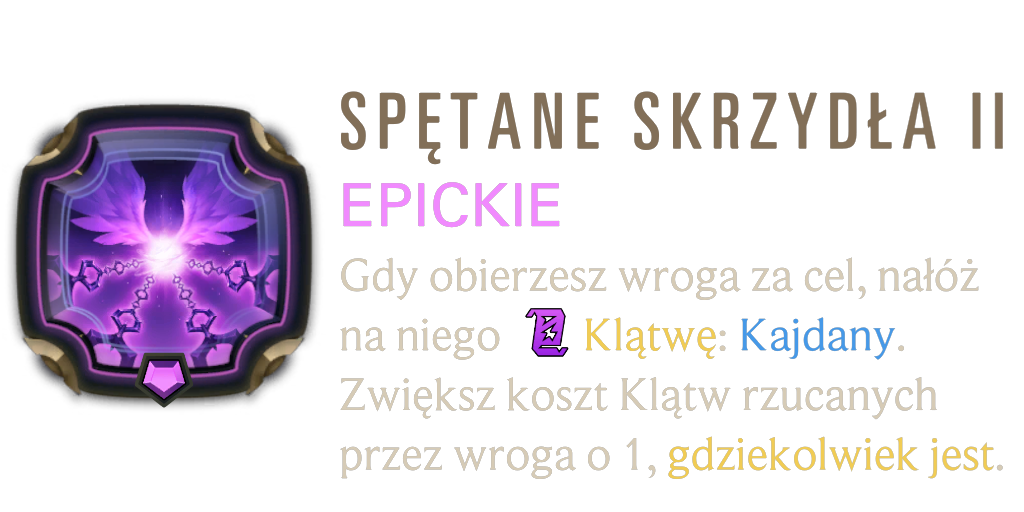 SPĘTANE SKRZYDŁA II
EPICKIE
Gdy obierzesz wroga za cel, nałóż
na niego Klątwę: Kajdany.
Zwiększ koszt Klątw rzucanych
przez wroga o 1, gdziekolwiek jest.